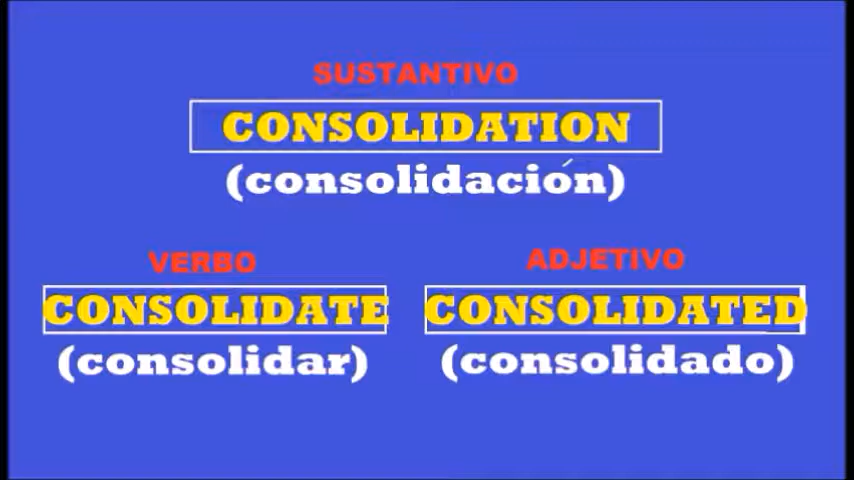 SUSTANTIVO
CONSOLIDATION
(consolidación)
VERBO
CONSOLIDATE
(consolidar)
ADJETIVO
CONSOLIDATED
(consolidado)